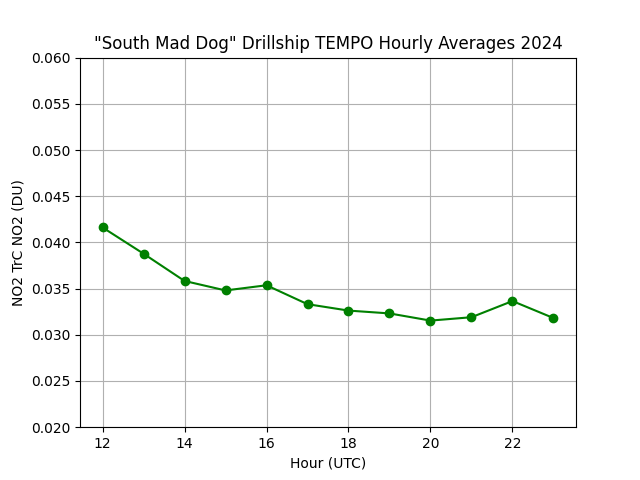 "South Mad Dog" Drillship TEMPO Hourly Averages 2024
0.060
0.055
0.050
0.045
0.040
0.035
0.030
0.025
0.020
NO2 TrC NO2 (DU)
12 14 16 18 20 22
Hour (UTC)